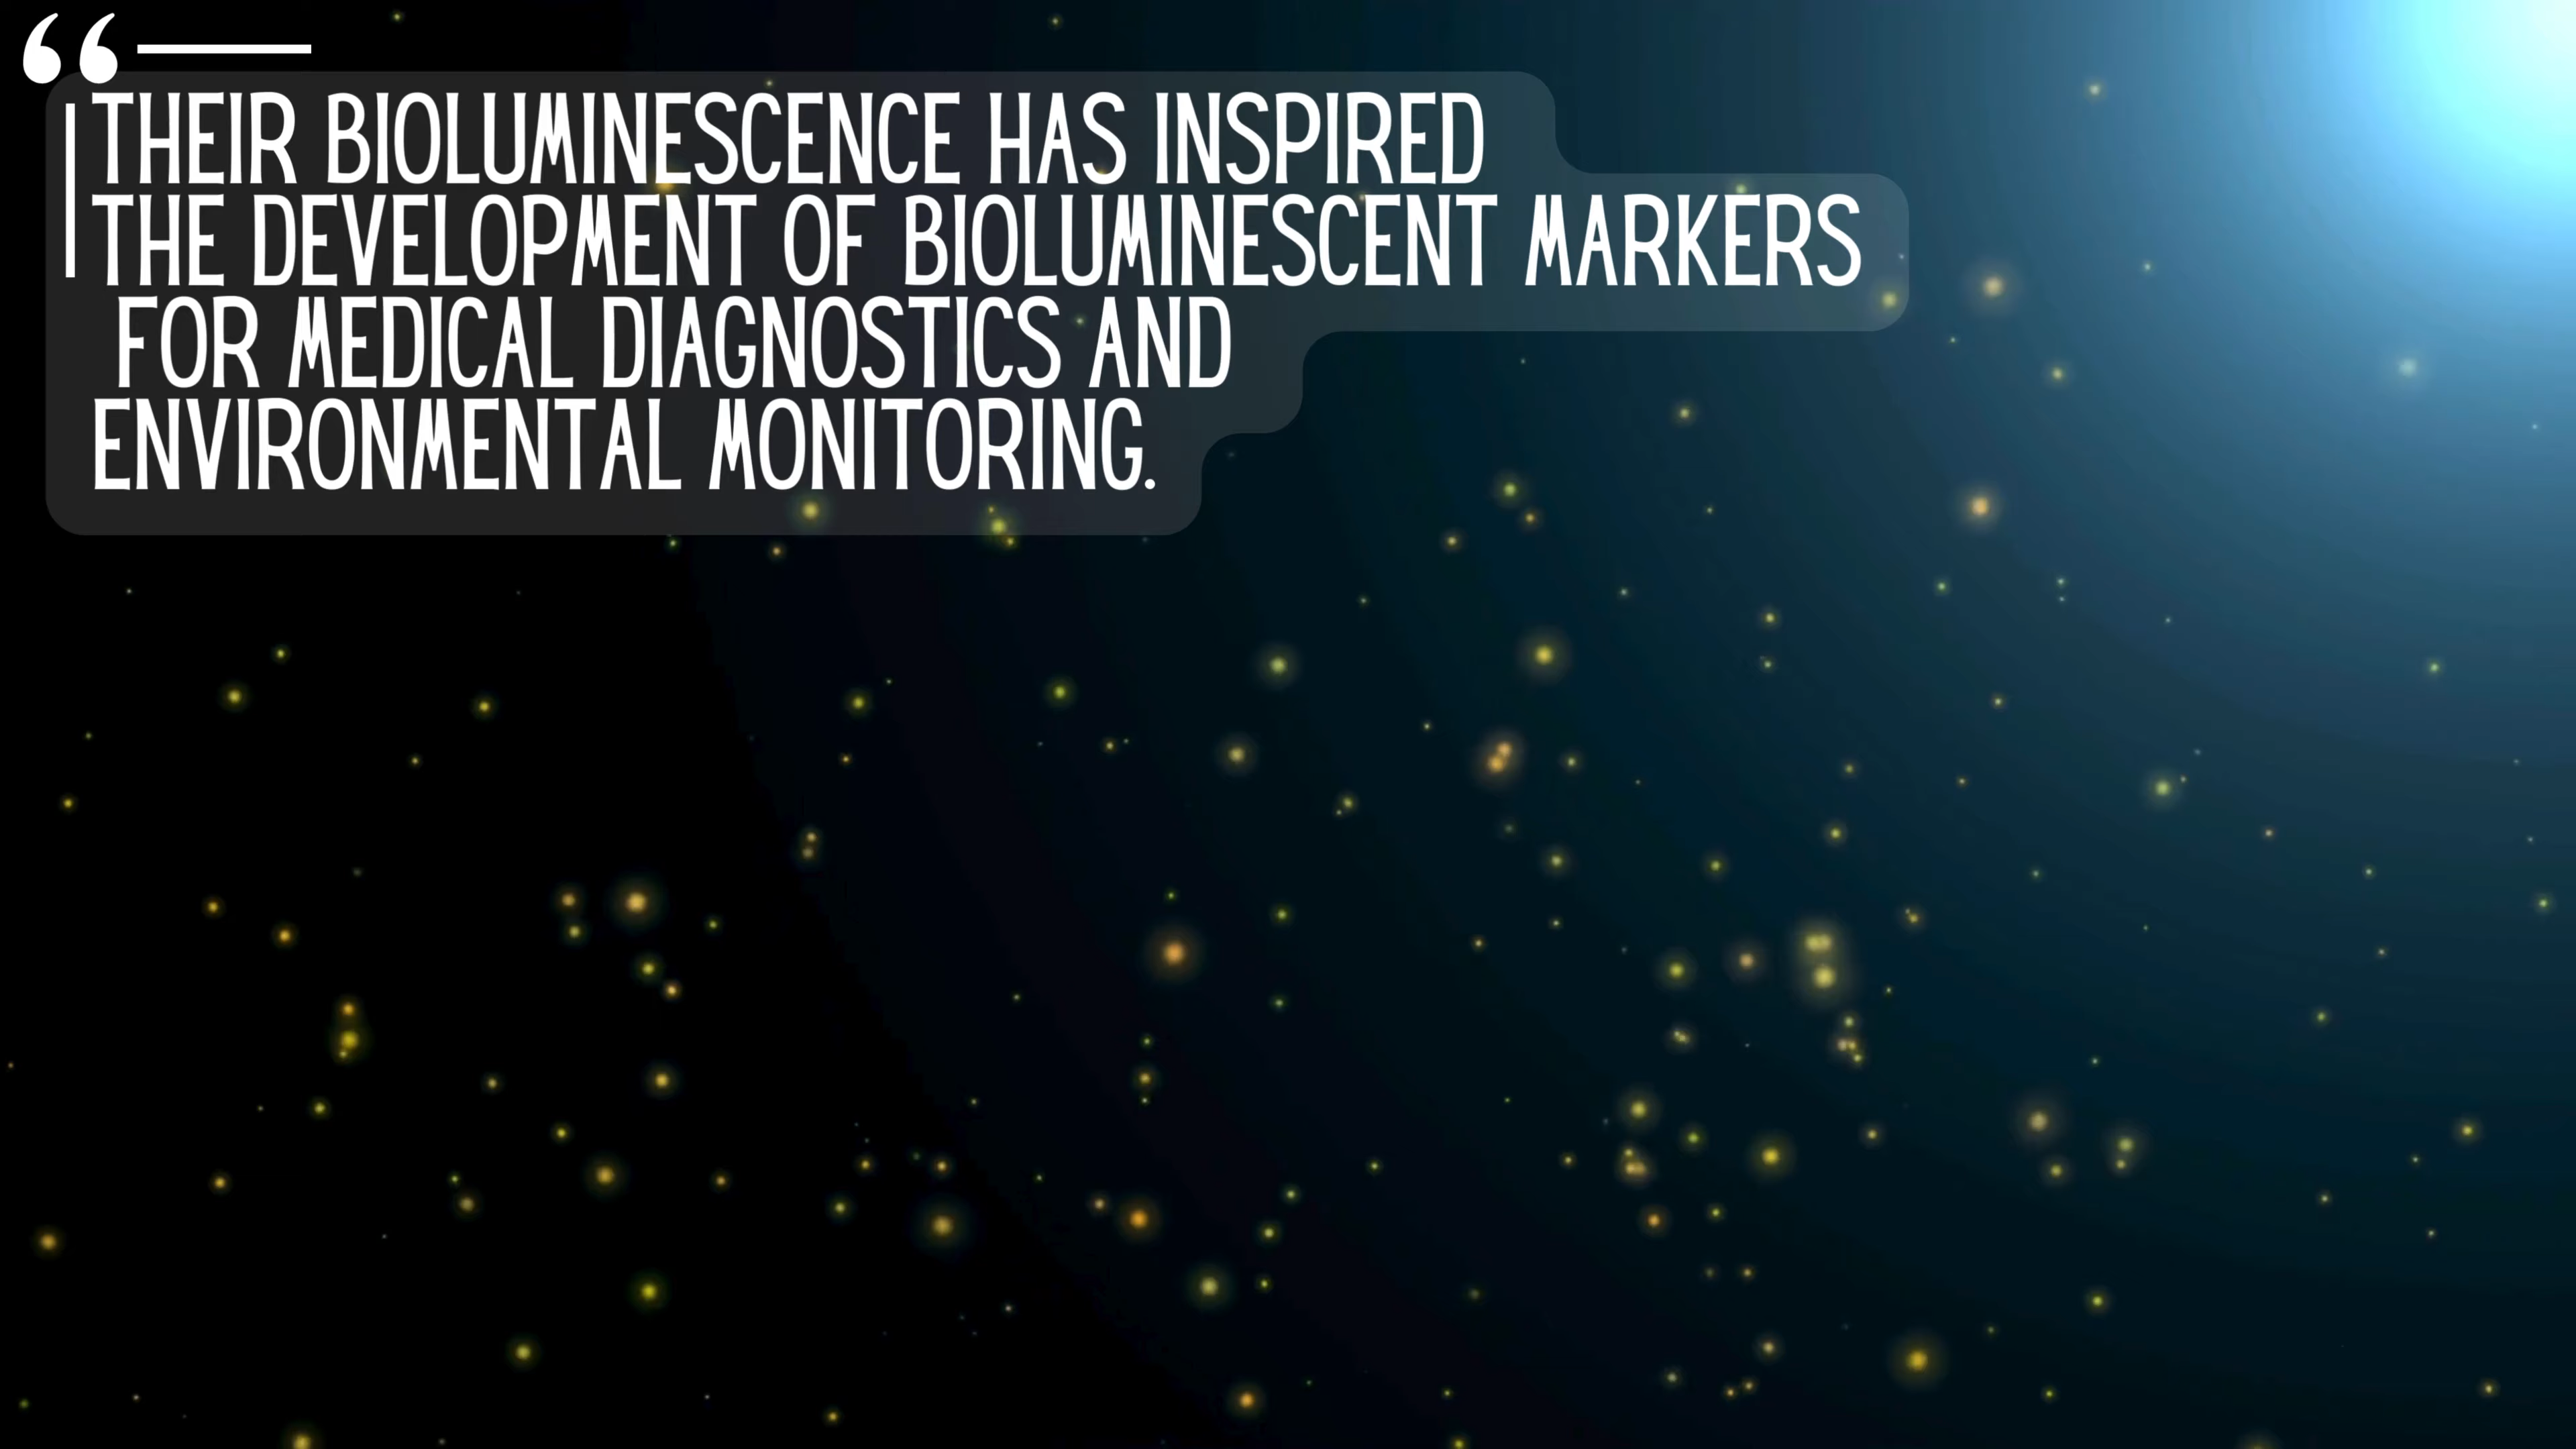 THEIR BIOLUMINESCENCE HAS INSPIRED
THE DEVELOPMENT OF BIOLUMINESCENT MARKERS
FOR MEDICAL DIAGNOSTICS AND
ENVIRONMENTAL MONITORING.